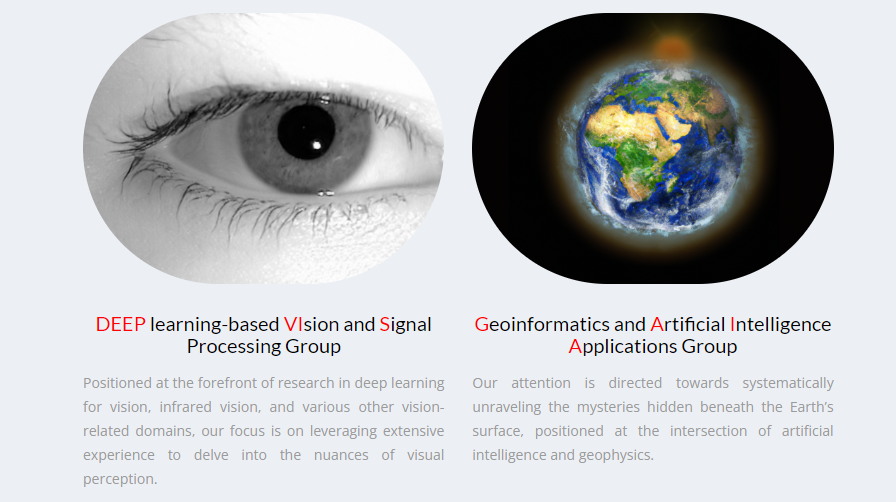 DEEP learning-based VIsion and Signal
Processing Group
Positioned at the forefront of research in deep learning
for vision, infrared vision, and various other vision-
related domains, our focus is on leveraging extensive
experience to delve into the nuances of visual
perception.
Geoinformatics and Artificial Intelligence
Applications Group
Our attention is directed towards systematically
unraveling the mysteries hidden beneath the Earth’s
surface, positioned at the intersection of artificial
intelligence and geophysics.